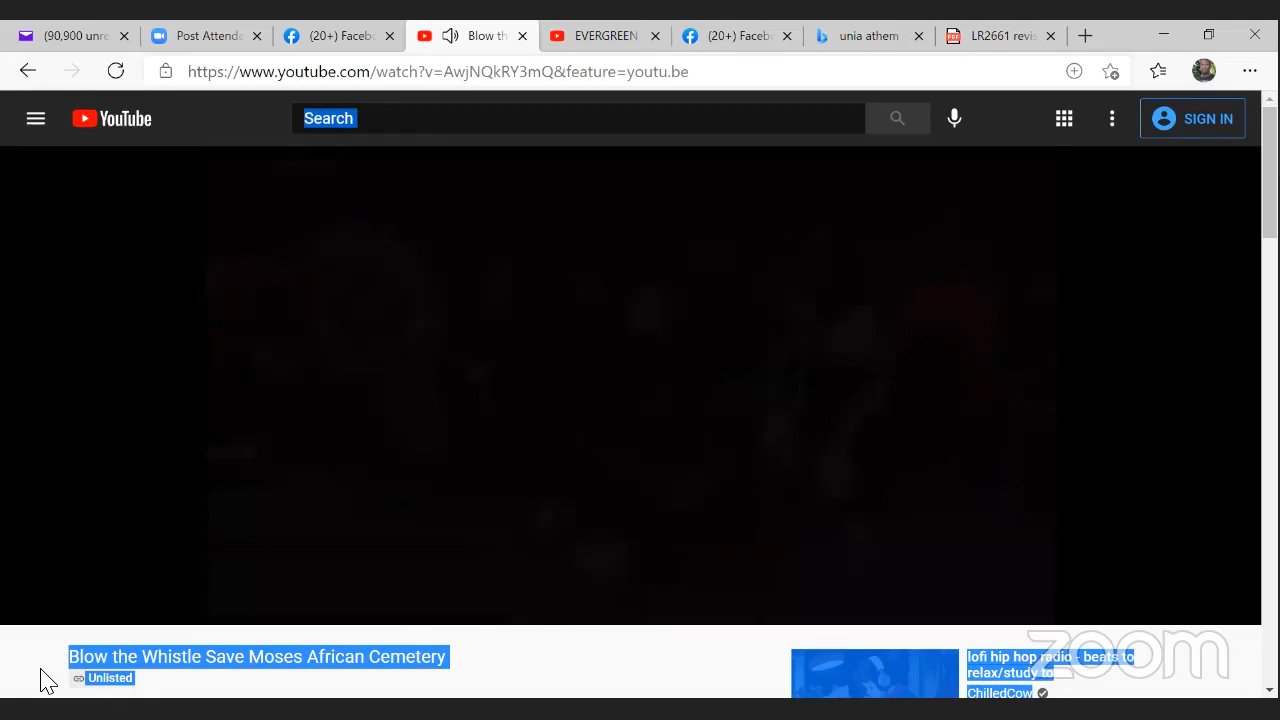 (90,900 unre
Post Attenda
(20+) Facebo
Blow th
EVERGREEN
(20+) Facebo
unia athem
LR2661 revis
https://www.youtube.com/watch?v=AwjNQkRY3mQ&feature=youtu.be
YouTube
Search
SIGN IN
Blow the Whistle Save Moses African Cemetery
Unlisted
lofi hip hop radio - beats to
relax/study to
ChilledCow
zoom